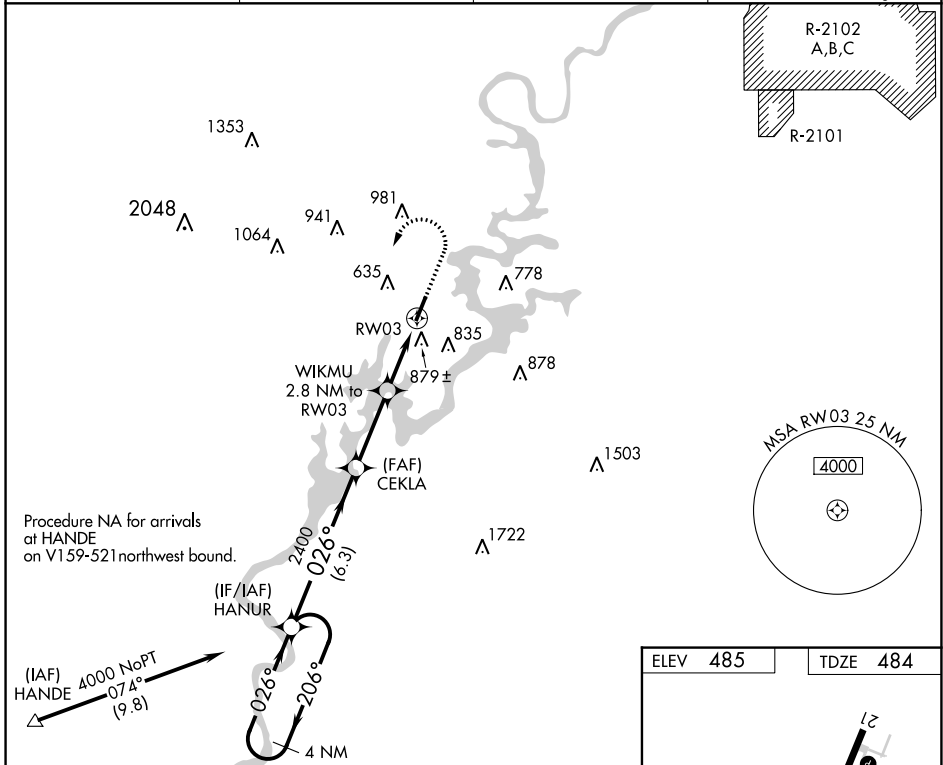 R-2102
A,B,C
R-2101
1353
2048
1064
941
981
635
778
RW03
835
879±
878
WIKMU
2.8 NM to
RW03
(FAF)
CEKLA
1503
1722
MSA RW03 25 NM
4000
Procedure NA for arrivals
at HANDE
on V159-521 northwest bound.
2400
026°
(6.3)
(IF/IAF)
HANUR
(IAF)
HANDE
4000 NoPT
074°
(9.8)
026°
206°
4 NM
ELEV 485
TDZE 484
21
P